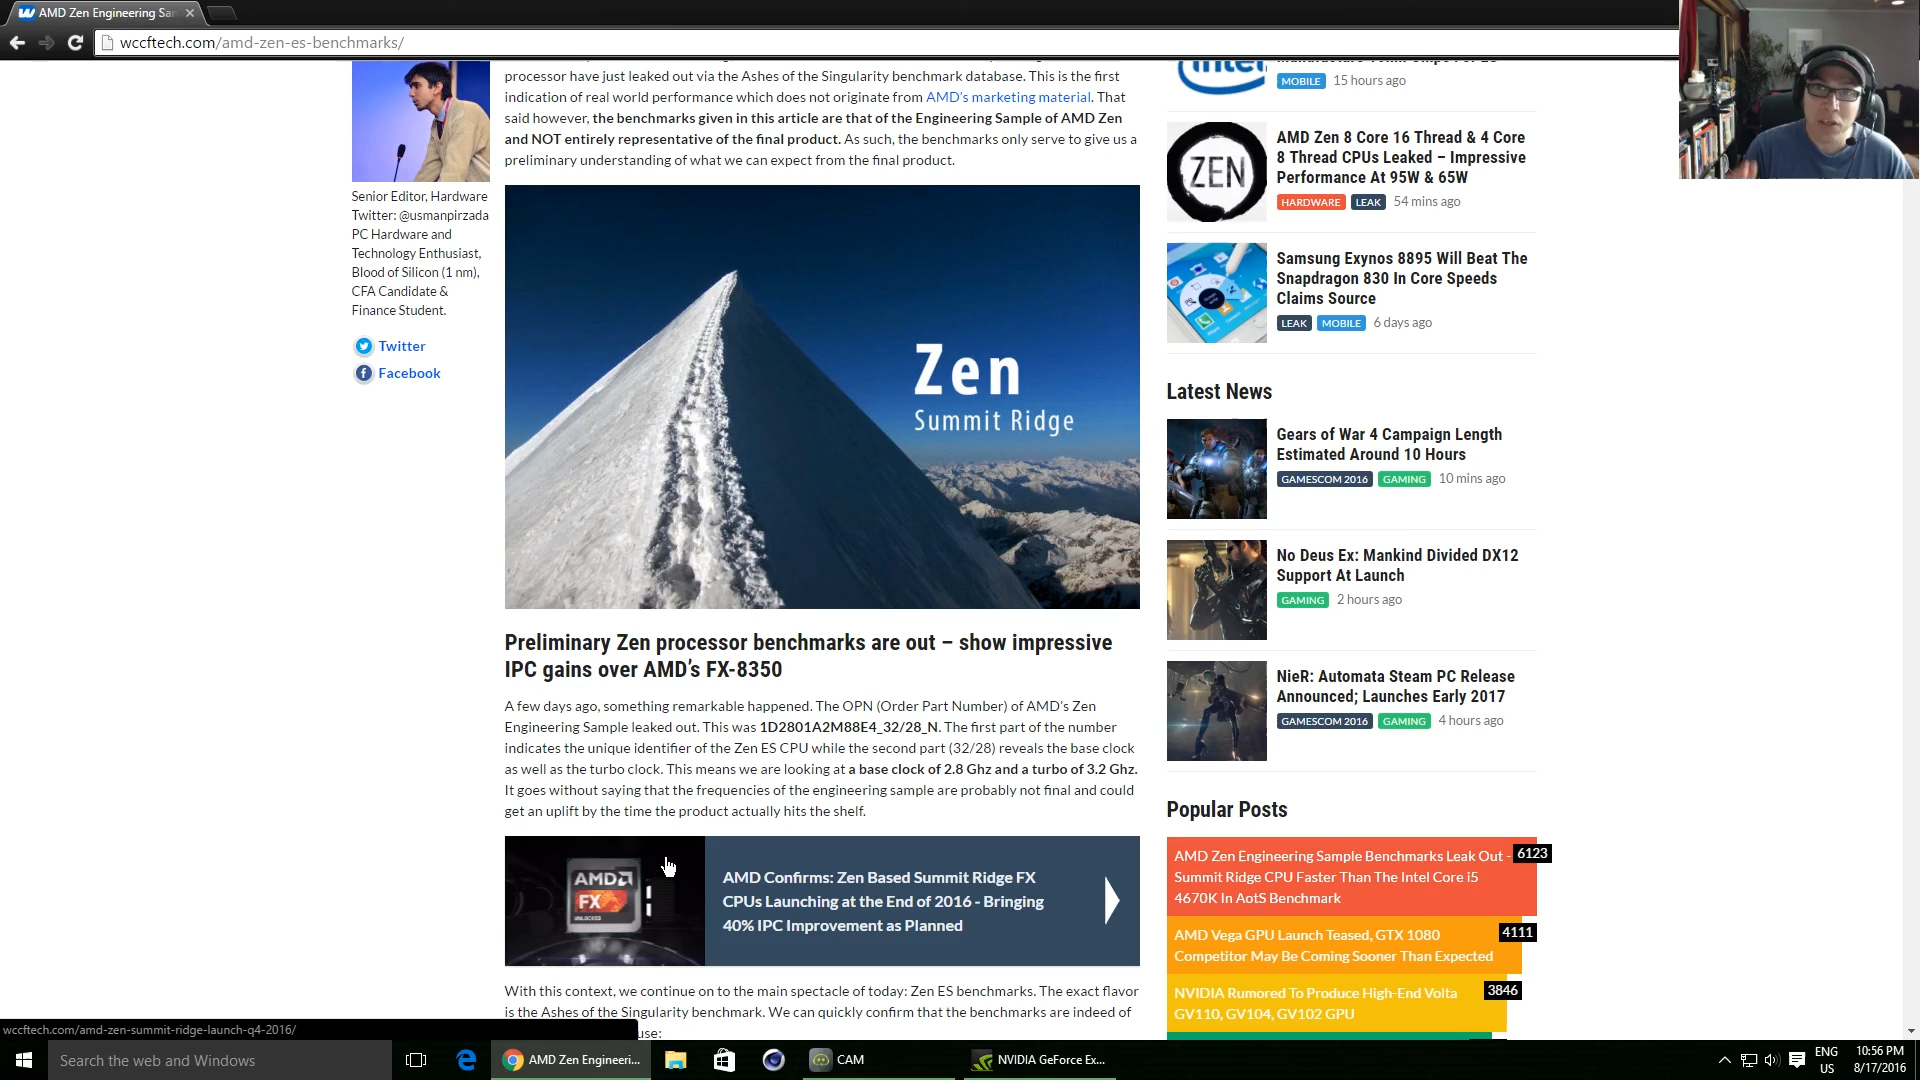 AMD Zen Engineering Sar
wccftech.com/amd-zen-es-benchmarks/
processor have just leaked out via the Ashes of the Singularity benchmark database. This is the first
indication of real world performance which does not originate from AMD's marketing material. That
said however, the benchmarks given in this article are that of the Engineering Sample of AMD Zen
and NOT entirely representative of the final product. As such, the benchmarks only serve to give us a
preliminary understanding of what we can expect from the final product.
Senior Editor, Hardware
Twitter: @usmanpirzada
PC Hardware and
Technology Enthusiast,
Blood of Silicon (1 nm),
CFA Candidate &
Finance Student.
Twitter
Facebook
Zen
Summit Ridge
Preliminary Zen processor benchmarks are out – show impressive
IPC gains over AMD's FX-8350
A few days ago, something remarkable happened. The OPN (Order Part Number) of AMD's Zen
Engineering Sample leaked out. This was 1D2801A2M88E4_32/28_N. The first part of the number
indicates the unique identifier of the Zen ES CPU while the second part (32/28) reveals the base clock
as well as the turbo clock. This means we are looking at a base clock of 2.8 Ghz and a turbo of 3.2 Ghz.
It goes without saying that the frequencies of the engineering sample are probably not final and could
get an uplift by the time the product actually hits the shelf.
AMD
FX
UNLOCKED
AMD Confirms: Zen Based Summit Ridge FX
CPUs Launching at the End of 2016 - Bringing
40% IPC Improvement as Planned
With this context, we continue on to the main spectacle of today: Zen ES benchmarks. The exact flavor
is the Ashes of the Singularity benchmark. We can quickly confirm that the benchmarks are indeed of
use:
intel
MOBILE 15 hours ago
ZEN
AMD Zen 8 Core 16 Thread & 4 Core
8 Thread CPUs Leaked – Impressive
Performance At 95W & 65W
HARDWARE LEAK 54 mins ago
Samsung Exynos 8895 Will Beat The
Snapdragon 830 In Core Speeds
Claims Source
LEAK MOBILE 6 days ago
Latest News
Gears of War 4 Campaign Length
Estimated Around 10 Hours
GAMESCOM 2016 GAMING 10 mins ago
No Deus Ex: Mankind Divided DX12
Support At Launch
GAMING 2 hours ago
NieR: Automata Steam PC Release
Announced; Launches Early 2017
GAMESCOM 2016 GAMING 4 hours ago
Popular Posts
AMD Zen Engineering Sample Benchmarks Leak Out - 6123
Summit Ridge CPU Faster Than The Intel Core i5
4670K In AotS Benchmark
AMD Vega GPU Launch Teased, GTX 1080 4111
Competitor May Be Coming Sooner Than Expected
NVIDIA Rumored To Produce High-End Volta 3846
GV110, GV104, GV102 GPU
wccftech.com/amd-zen-summit-ridge-launch-q4-2016/
Search the web and Windows
AMD Zen Engineeri...
CAM
NVIDIA GeForce Ex...
ENG
US
10:56 PM
8/17/2016